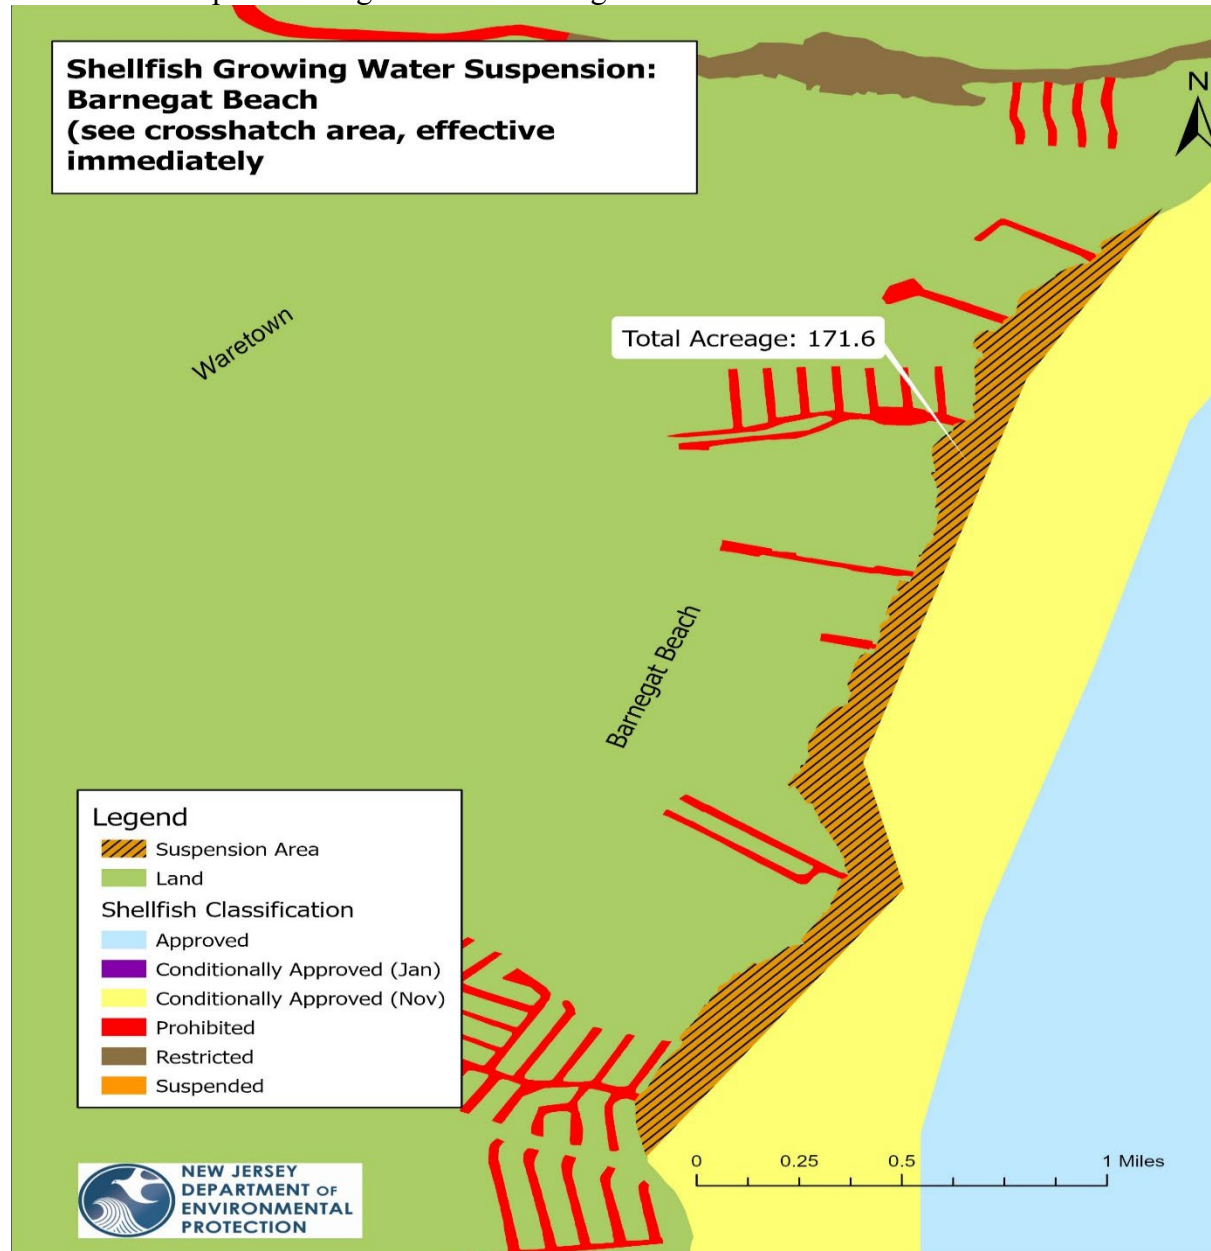 Shellfish Growing Water Suspension:
Barnegat Beach
(see crosshatch area, effective
immediately
N
Waretown
Total Acreage: 171.6
Barnegat Beach
Legend
Suspension Area
Land
Shellfish Classification
Approved
Conditionally Approved (Jan)
Conditionally Approved (Nov)
Prohibited
Restricted
Suspended
0 0.25 0.5 1 Miles
NEW JERSEY
DEPARTMENT OF
ENVIRONMENTAL
PROTECTION